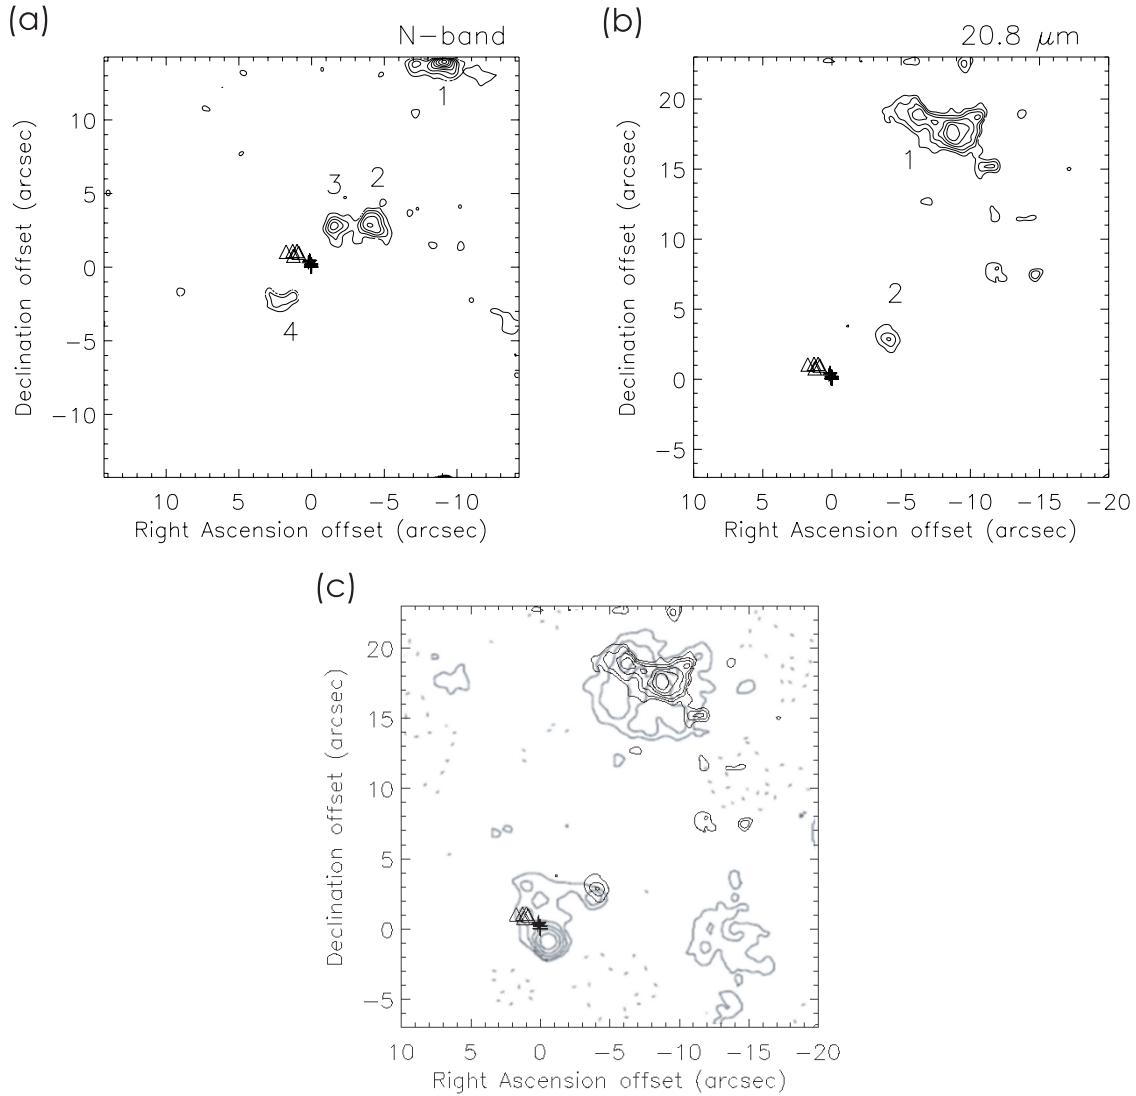 (a)
N-band
1
3 2
4
10
5
0
−5
−10
Declination offset (arcsec)
10 5 0 −5 −10
Right Ascension offset (arcsec)
(b)
20.8 μm
1
2
20
15
10
5
0
−5
Declination offset (arcsec)
10 5 0 −5 −10 −15 −20
Right Ascension offset (arcsec)
(c)
20
15
10
5
0
−5
Declination offset (arcsec)
10 5 0 −5 −10 −15 −20
Right Ascension offset (arcsec)